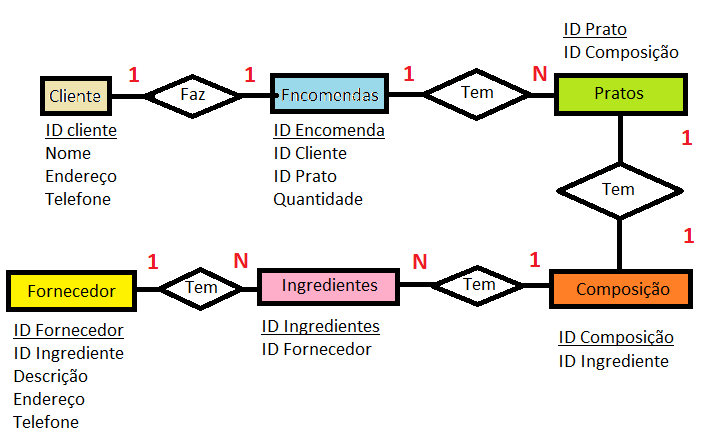 ID Prato
ID Composição
1 1 1 N
Cliente Faz Encomendas Tem Pratos
ID cliente
Nome
Endereço
Telefone
ID Encomenda
ID Cliente
ID Prato
Quantidade
1
Tem
1
1 N N 1
Fornecedor Tem Ingredientes Tem Composição
ID Fornecedor
ID Ingrediente
Descrição
Endereço
Telefone
ID Ingredientes
ID Fornecedor
ID Composição
ID Ingrediente